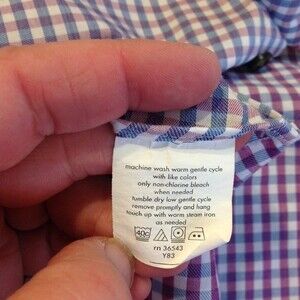 machine wash warm gentle cycle
with like colors
only non-chlorine bleach
when needed
tumble dry low gentle cycle
remove promptly and hang
touch up with warm steam iron
as needed
40C
rn 36543
Y83